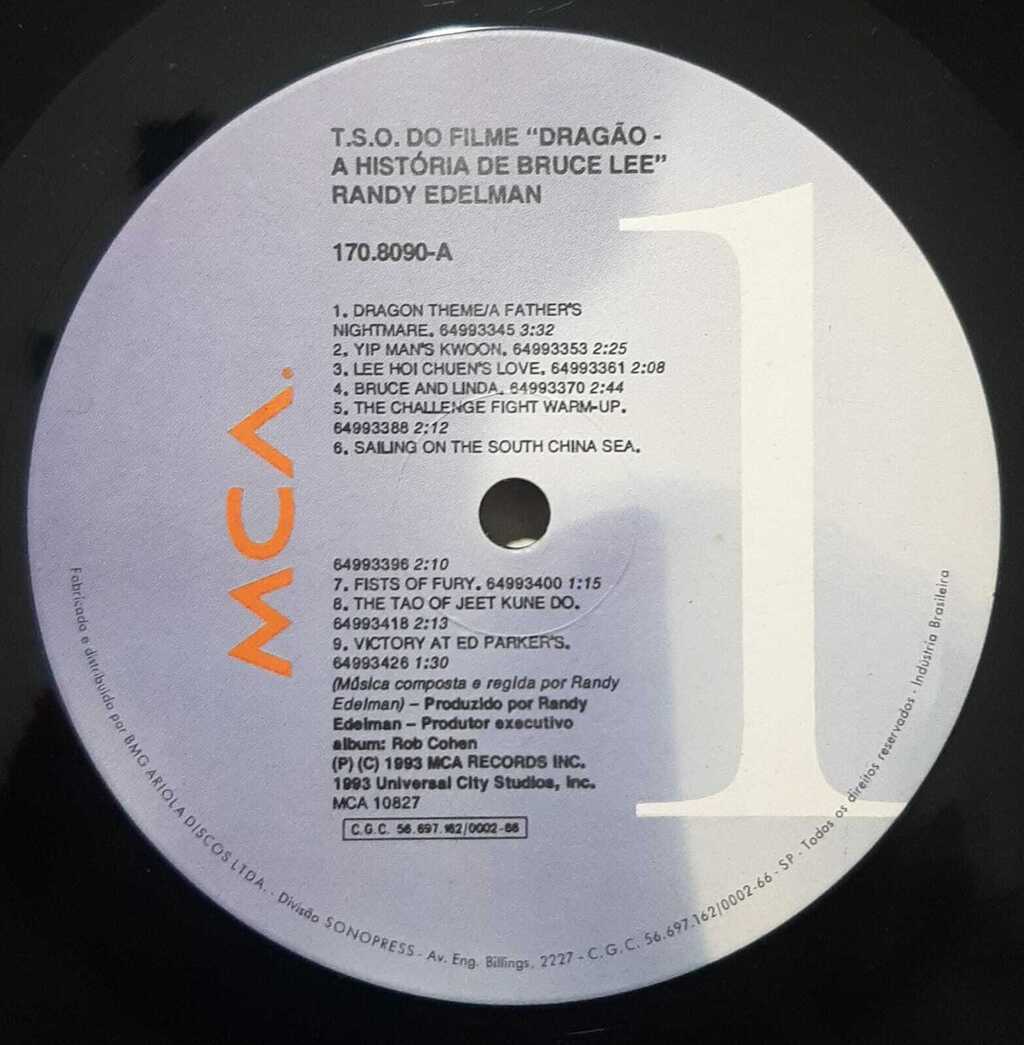 T.S.O. DO FILME “DRAGÃO -
A HISTÓRIA DE BRUCE LEE”
RANDY EDELMAN
170.8090-A
1. DRAGON THEME/A FATHER'S
NIGHTMARE. 64993345 3:32
2. YIP MAN'S KWOON. 64993353 2:25
3. LEE HOI CHUEN'S LOVE. 64993361 2:08
4. BRUCE AND LINDA. 64993370 2:44
5. THE CHALLENGE FIGHT WARM-UP.
64993388 2:12
6. SAILING ON THE SOUTH CHINA SEA.
64993396 2:10
7. FISTS OF FURY. 64993400 1:15
8. THE TAO OF JEET KUNE DO.
64993418 2:13
9. VICTORY AT ED PARKER'S.
64993426 1:30
(Música composta e regida por Randy
Edelman) – Produzido por Randy
Edelman – Produtor executivo
album: Rob Cohen
(P) (C) 1993 MCA RECORDS INC.
1993 Universal City Studios, Inc.
MCA 10827
C.G.C. 56.697.162/0002-66
MCA.
1
Fabricado e distribuído por BMG ARIOLA DISCOS LTDA. - Divisão SONOPRESS - Av. Eng. Billings, 2227 - C.G.C. 56.697.162/0002-66 - SP - Todos os direitos reservados - Indústria Brasileira